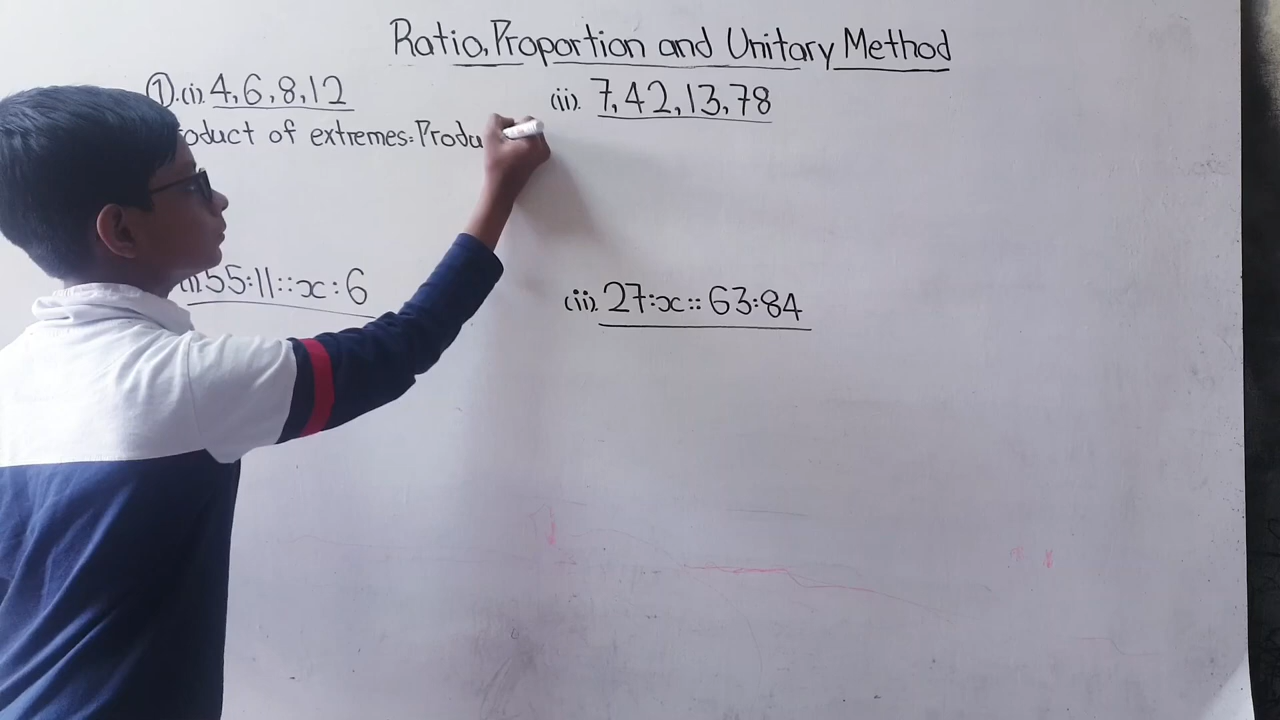 Ratio, Proportion and Unitary Method
①.(i). 4,6,8,12
(ii). 7,42,13,78
oduct of extremes=Produ
55:11::x:6
(ii). 27:x::63:84